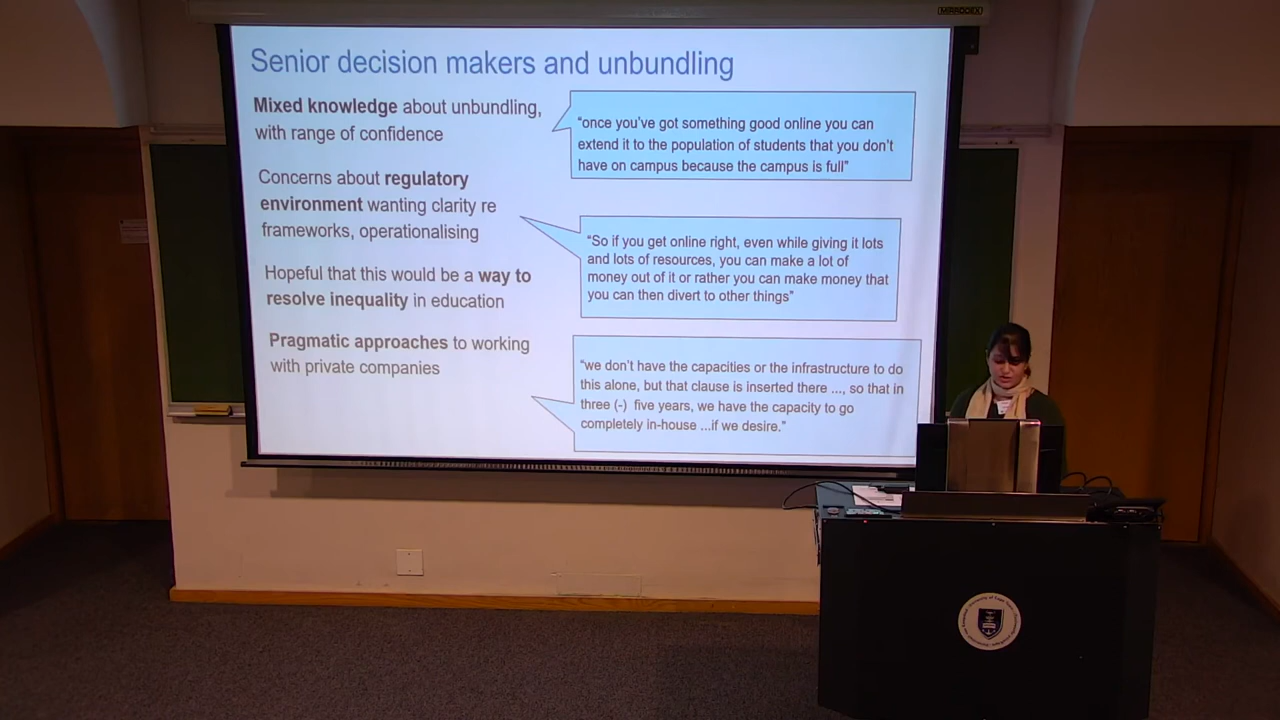 Senior decision makers and unbundling
Mixed knowledge about unbundling,
with range of confidence
Concerns about regulatory
environment wanting clarity re
frameworks, operationalising
Hopeful that this would be a way to
resolve inequality in education
Pragmatic approaches to working
with private companies
“once you've got something good online you can
extend it to the population of students that you don't
have on campus because the campus is full”
“So if you get online right, even while giving it lots
and lots of resources, you can make a lot of
money out of it or rather you can make money that
you can then divert to other things”
“we don't have the capacities or the infrastructure to do
this alone, but that clause is inserted there ..., so that in
three (-) five years, we have the capacity to go
completely in-house ...if we desire.”